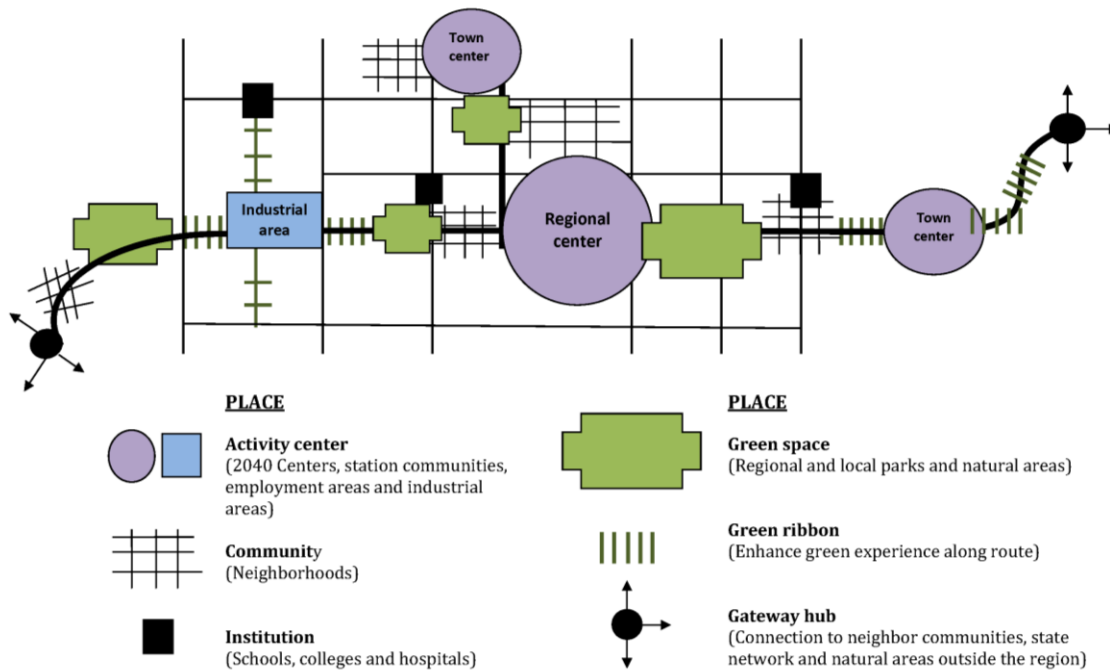 Town
center
Industrial
area
Regional
center
Town
center
PLACE
Activity center
(2040 Centers, station communities,
employment areas and industrial
areas)
Community
(Neighborhoods)
Institution
(Schools, colleges and hospitals)
PLACE
Green space
(Regional and local parks and natural areas)
Green ribbon
(Enhance green experience along route)
Gateway hub
(Connection to neighbor communities, state
network and natural areas outside the region)